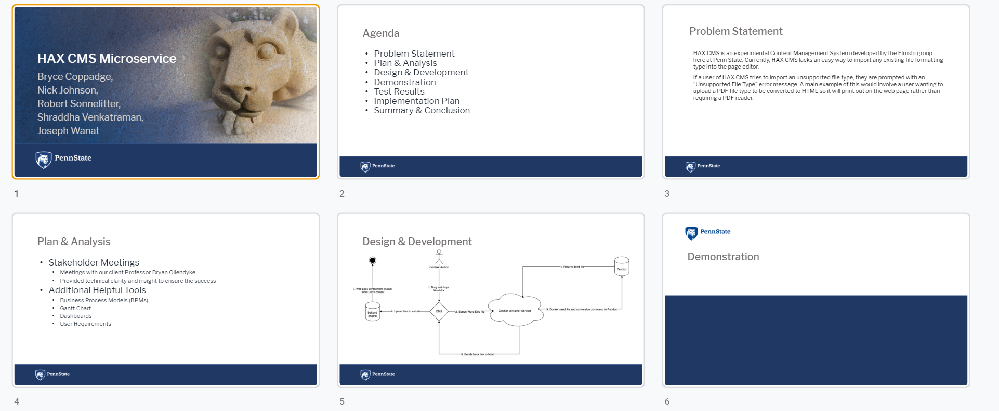 HAX CMS Microservice
Bryce Coppadge,
Nick Johnson,
Robert Sonnelitter,
Shraddha Venkatraman,
Joseph Wanat
PennState
1
Agenda
• Problem Statement
• Plan & Analysis
• Design & Development
• Demonstration
• Test Results
• Implementation Plan
• Summary & Conclusion
PennState
2
Problem Statement
HAX CMS is an experimental Content Management System developed by the Elmsln group
here at Penn State. Currently, HAX CMS lacks an easy way to import any existing file formatting
type into the page editor.
If a user of HAX CMS tries to import an unsupported file type, they are prompted with an
“Unsupported File Type” error message. A main example of this would involve a user wanting to
upload a PDF file type to be converted to HTML so it will print out on the web page rather than
requiring a PDF reader.
PennState
3
Plan & Analysis
• Stakeholder Meetings
• Meetings with our client Professor Bryan Ollendyke
• Provided technical clarity and insight to ensure the success
• Additional Helpful Tools
• Business Process Models (BPMs)
• Gantt Chart
• Dashboards
• User Requirements
PennState
4
Design & Development
Content Author
4. Returns html file
Pandoc
7. Web page printed from original
Word Doc's content
1. Drag and drops
Word doc
bakend
engine
6. Upload html to website
CMS
2. Sends Word Doc file
Docker container Service
3. Docker send file and conversion command to Pandoc
5. Sends back link to html
PennState
5
PennState
Demonstration
6